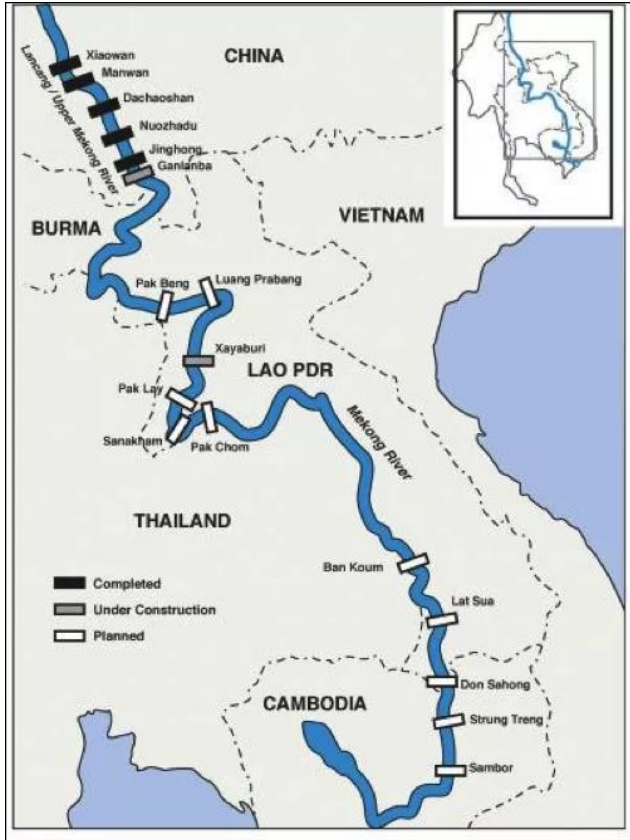 Xiaowan
CHINA
Manwan
Lancang / Upper Mekong River
Dachaoshan
Nuozhadu
Jinghong
Ganlanba
BURMA
VIETNAM
Pak Beng
Luang Prabang
Xayaburi
LAO PDR
Pak Lay
Mekong River
Sanakham
Pak Chom
THAILAND
Ban Koum
Completed
Lat Sua
Under Construction
Planned
Don Sahong
CAMBODIA
Strung Treng
Sambor